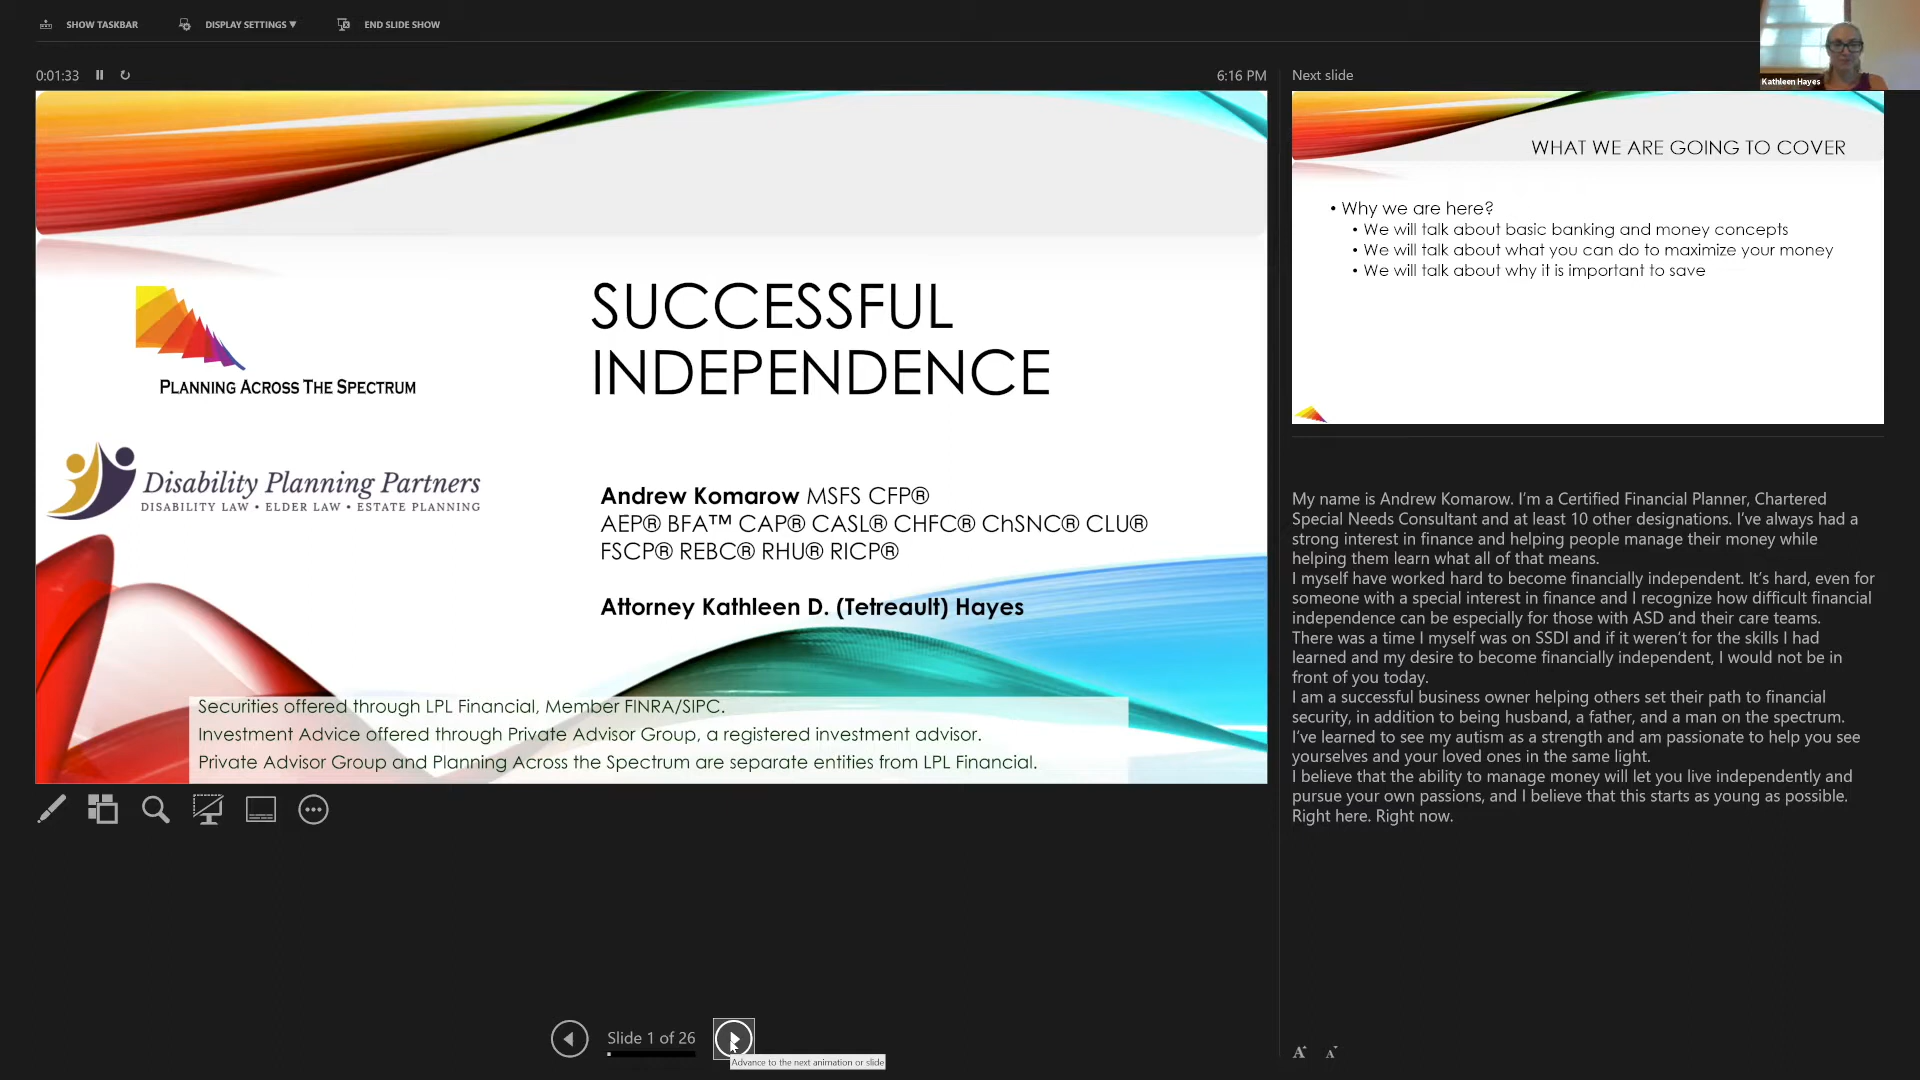 SHOW TASKBAR
DISPLAY SETTINGS ▼
END SLIDE SHOW
Kathleen Hayes
0:01:33
6:16 PM
Next slide
SUCCESSFUL
INDEPENDENCE
PLANNING ACROSS THE SPECTRUM
Disability Planning Partners
DISABILITY LAW • ELDER LAW • ESTATE PLANNING
Andrew Komarow MSFS CFP®
AEP® BFA™ CAP® CASL® CHFC® ChSNC® CLU®
FSCP® REBC® RHU® RICP®
Attorney Kathleen D. (Tetreault) Hayes
Securities offered through LPL Financial, Member FINRA/SIPC.
Investment Advice offered through Private Advisor Group, a registered investment advisor.
Private Advisor Group and Planning Across the Spectrum are separate entities from LPL Financial.
WHAT WE ARE GOING TO COVER
• Why we are here?
• We will talk about basic banking and money concepts
• We will talk about what you can do to maximize your money
• We will talk about why it is important to save
My name is Andrew Komarow. I'm a Certified Financial Planner, Chartered
Special Needs Consultant and at least 10 other designations. I've always had a
strong interest in finance and helping people manage their money while
helping them learn what all of that means.
I myself have worked hard to become financially independent. It's hard, even for
someone with a special interest in finance and I recognize how difficult financial
independence can be especially for those with ASD and their care teams.
There was a time I myself was on SSDI and if it weren't for the skills I had
learned and my desire to become financially independent, I would not be in
front of you today.
I am a successful business owner helping others set their path to financial
security, in addition to being husband, a father, and a man on the spectrum.
I've learned to see my autism as a strength and am passionate to help you see
yourselves and your loved ones in the same light.
I believe that the ability to manage money will let you live independently and
pursue your own passions, and I believe that this starts as young as possible.
Right here. Right now.
Slide 1 of 26
Advance to the next animation or slide
A A